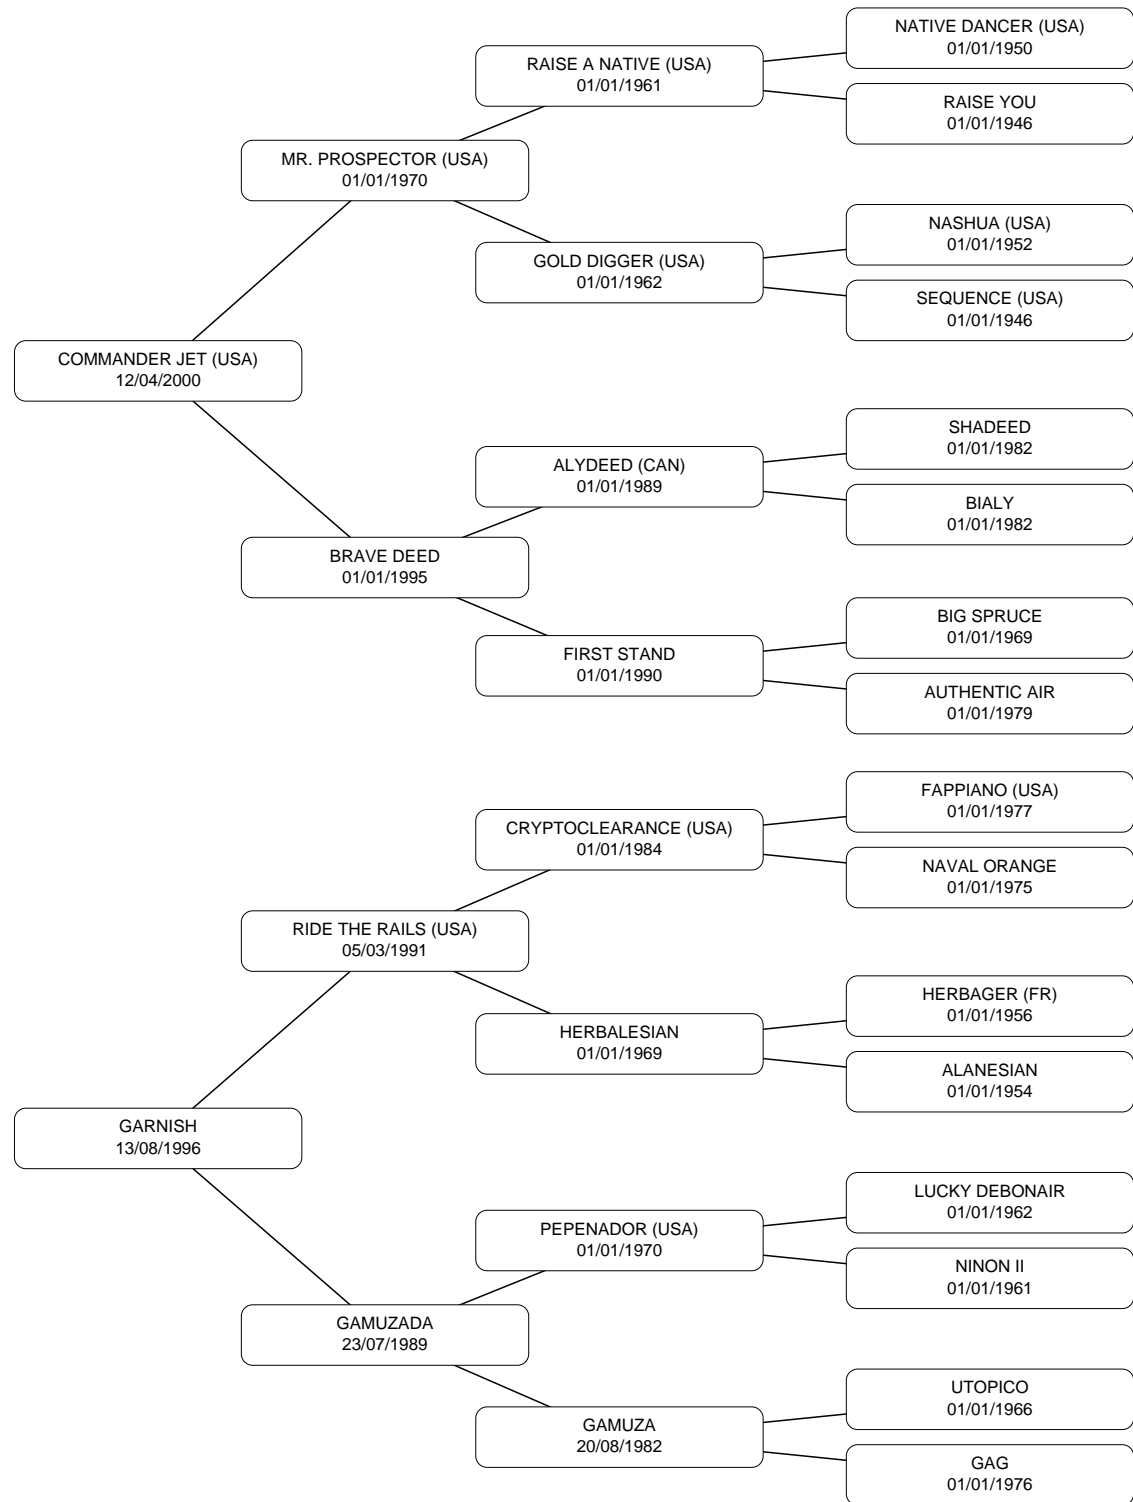 NATIVE DANCER (USA)
01/01/1950
RAISE A NATIVE (USA)
01/01/1961
RAISE YOU
01/01/1946
MR. PROSPECTOR (USA)
01/01/1970
NASHUA (USA)
01/01/1952
GOLD DIGGER (USA)
01/01/1962
SEQUENCE (USA)
01/01/1946
COMMANDER JET (USA)
12/04/2000
SHADEED
01/01/1982
ALYDEED (CAN)
01/01/1989
BIALY
01/01/1982
BRAVE DEED
01/01/1995
BIG SPRUCE
01/01/1969
FIRST STAND
01/01/1990
AUTHENTIC AIR
01/01/1979
FAPPIANO (USA)
01/01/1977
CRYPTOCLEARANCE (USA)
01/01/1984
NAVAL ORANGE
01/01/1975
RIDE THE RAILS (USA)
05/03/1991
HERBAGER (FR)
01/01/1956
HERBALESIAN
01/01/1969
ALANESIAN
01/01/1954
GARNISH
13/08/1996
LUCKY DEBONAIR
01/01/1962
PEPENADOR (USA)
01/01/1970
NINON II
01/01/1961
GAMUZADA
23/07/1989
UTOPICO
01/01/1966
GAMUZA
20/08/1982
GAG
01/01/1976